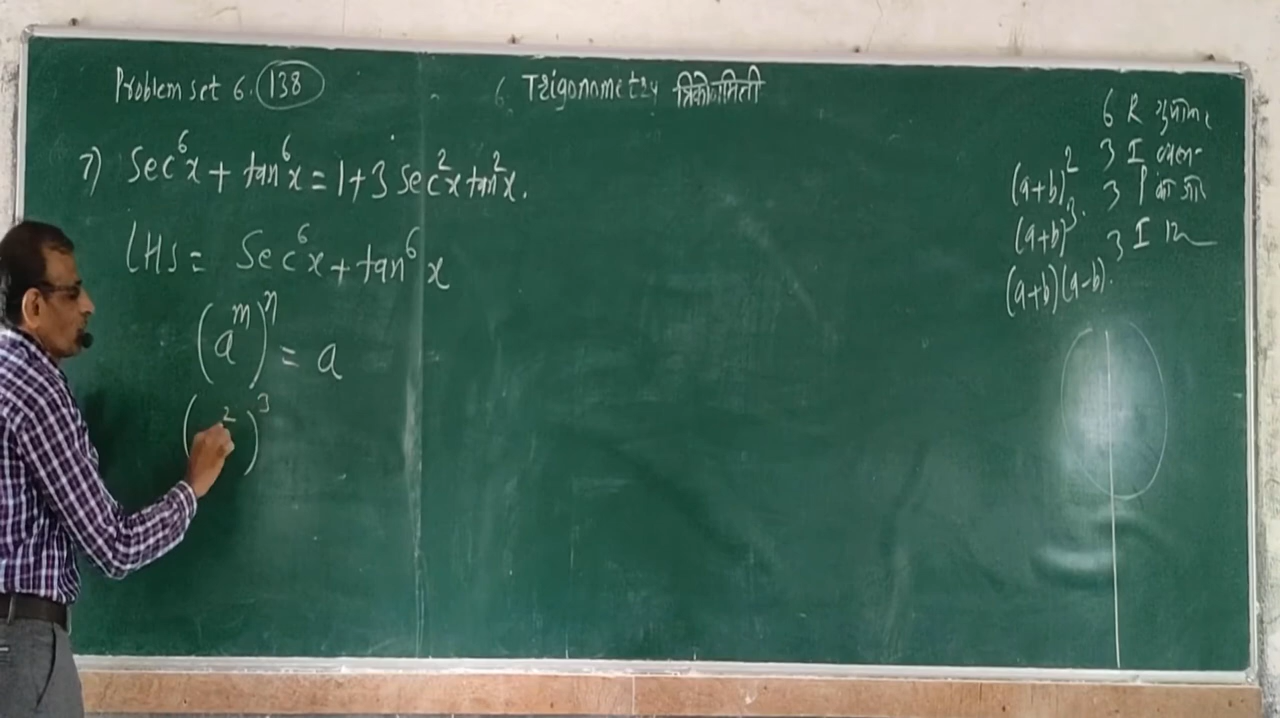 Problem set 6. 138
6. Trigonometry त्रिकोणमिती
7) sec⁶x + tan⁶x = 1+3 sec²x tan²x.
LHS = sec⁶x + tan⁶x
(aᵐ)ⁿ = a
( ²)³
6 R
3 I
(a+b)²
3 P
(a+b)³.
3 I
(a+b)(a-b).